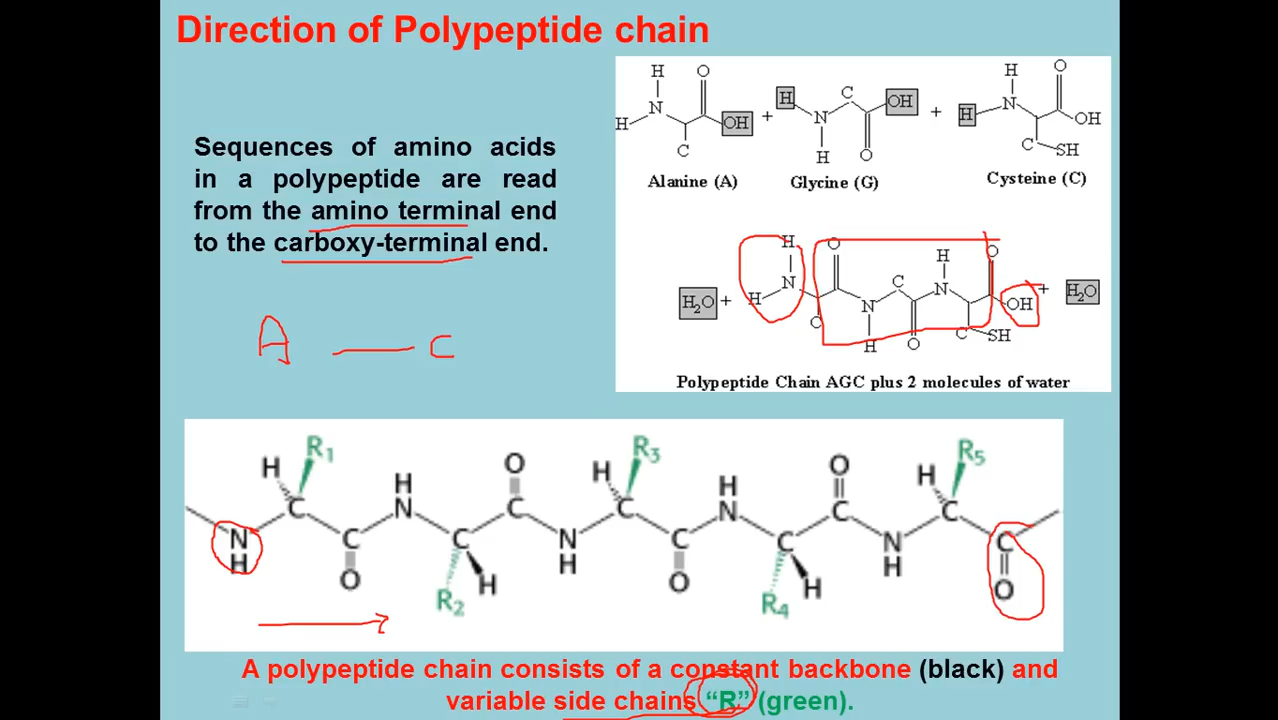 Direction of Polypeptide chain
Sequences of amino acids
in a polypeptide are read
from the amino terminal end
to the carboxy-terminal end.
A — C
H O H C OH H O
N OH + N + H N OH
H C H O C SH
Alanine (A) Glycine (G) Cysteine (C)
H O H O
H₂O + H N C N OH + H₂O
C N O C SH
H
Polypeptide Chain AGC plus 2 molecules of water
H R₁ H O H R₃ H O H R₅
C N C C N C C
N C C N C C N C
H O R₂ H H O R₄ H H O
A polypeptide chain consists of a constant backbone (black) and
variable side chains “R” (green).